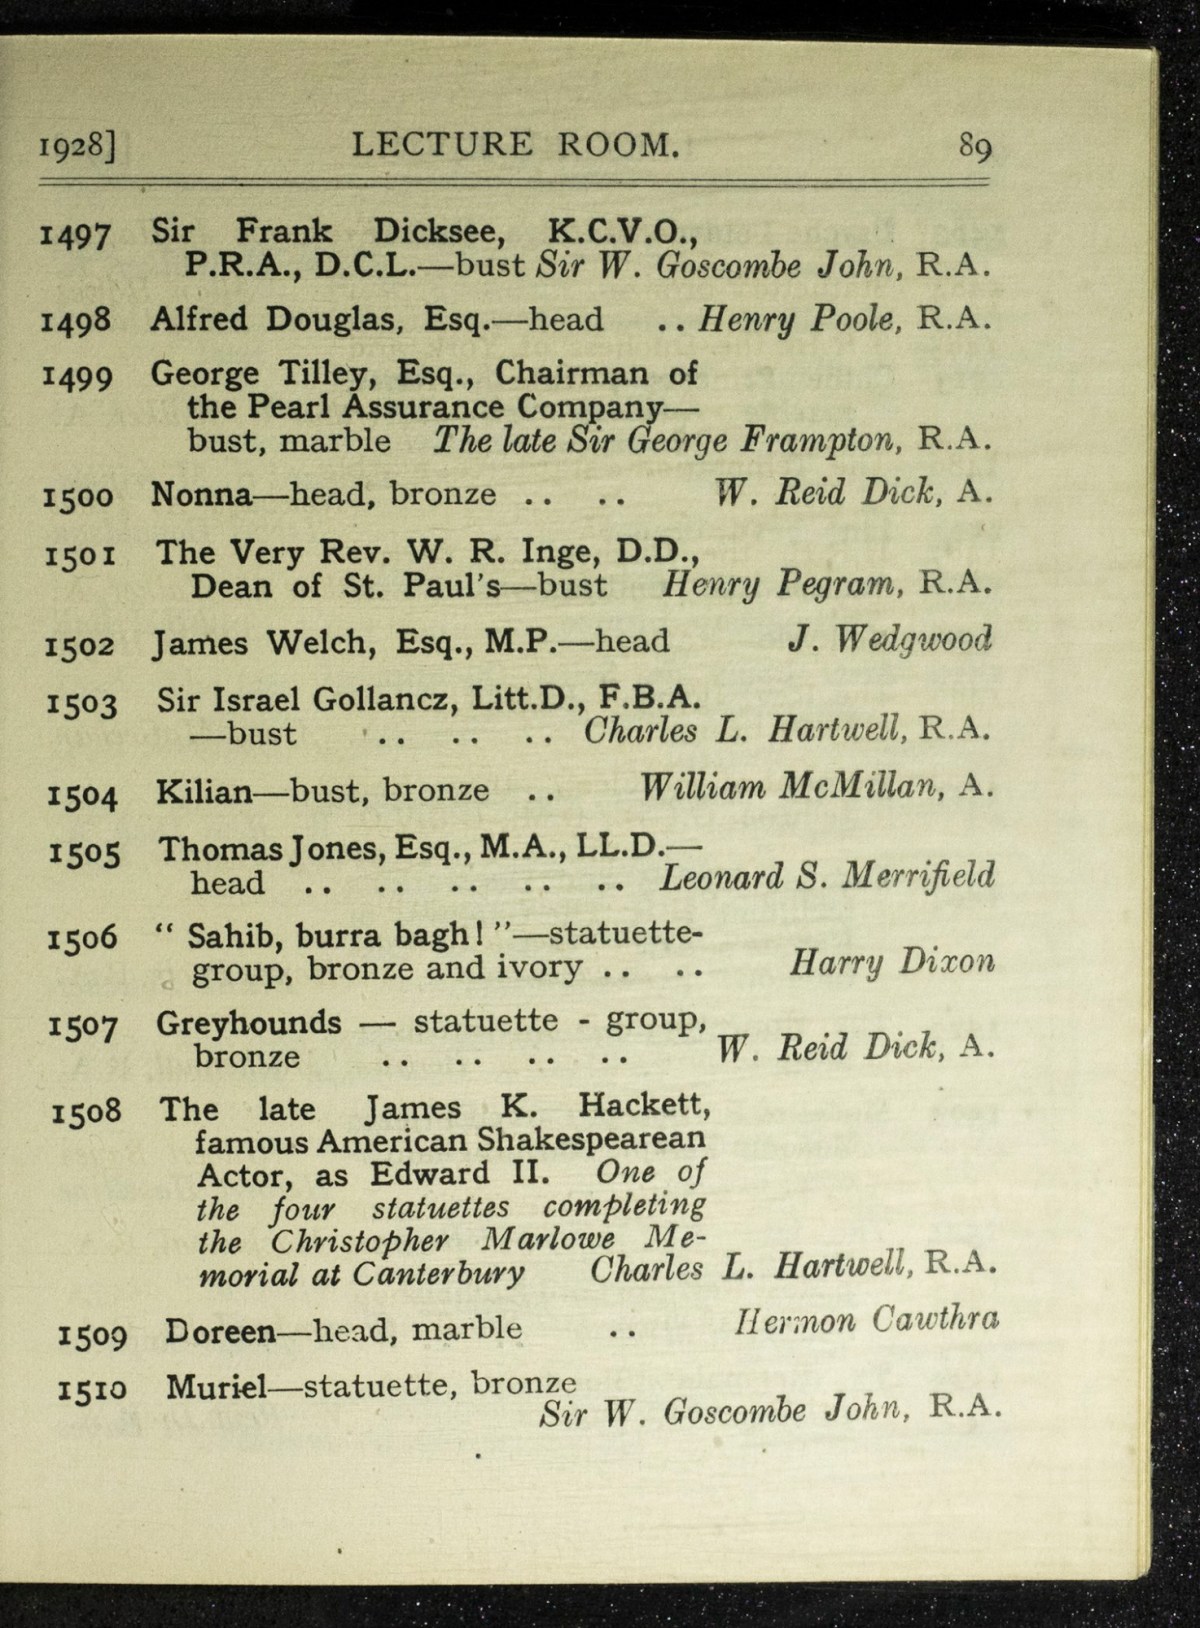 1928] LECTURE ROOM. 89
1497 Sir Frank Dicksee, K.C.V.O.,
P.R.A., D.C.L.—bust Sir W. Goscombe John, R.A.
1498 Alfred Douglas, Esq.—head .. Henry Poole, R.A.
1499 George Tilley, Esq., Chairman of
the Pearl Assurance Company—
bust, marble The late Sir George Frampton, R.A.
1500 Nonna—head, bronze .. .. W. Reid Dick, A.
1501 The Very Rev. W. R. Inge, D.D.,
Dean of St. Paul's—bust Henry Pegram, R.A.
1502 James Welch, Esq., M.P.—head J. Wedgwood
1503 Sir Israel Gollancz, Litt.D., F.B.A.
—bust .. .. .. Charles L. Hartwell, R.A.
1504 Kilian—bust, bronze .. William McMillan, A.
1505 Thomas Jones, Esq., M.A., LL.D.—
head .. .. .. .. .. Leonard S. Merrifield
1506 “ Sahib, burra bagh! ”—statuette-
group, bronze and ivory .. .. Harry Dixon
1507 Greyhounds — statuette - group,
bronze .. .. .. .. W. Reid Dick, A.
1508 The late James K. Hackett,
famous American Shakespearean
Actor, as Edward II. One of
the four statuettes completing
the Christopher Marlowe Me-
morial at Canterbury Charles L. Hartwell, R.A.
1509 Doreen—head, marble .. Hermon Cawthra
1510 Muriel—statuette, bronze
Sir W. Goscombe John, R.A.